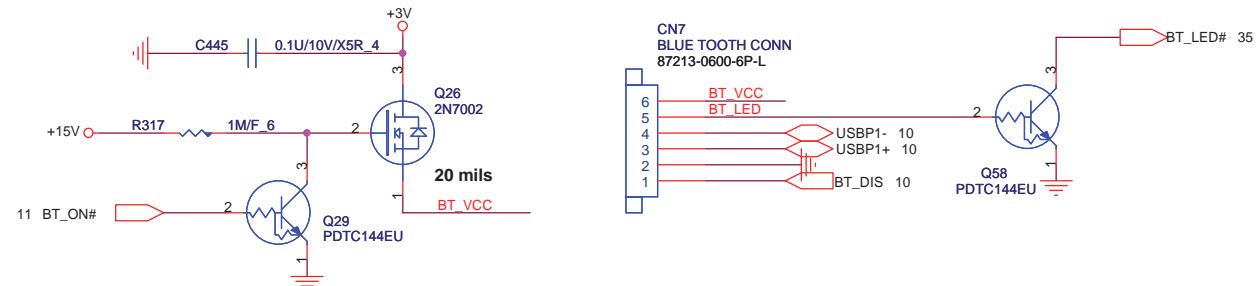 +3V
C445 0.1U/10V/X5R_4
3
Q26
2N7002
+15V R317 1M/F_6 2
20 mils
3
1
BT_VCC
11 BT_ON# 2
Q29
PDTC144EU
1
CN7
BLUE TOOTH CONN
87213-0600-6P-L
BT_LED# 35
3
6 BT_VCC
5 BT_LED 2
4 USBP1- 10
3 USBP1+ 10
2
1 BT_DIS 10
1
Q58
PDTC144EU